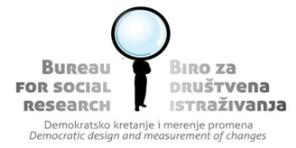 Bureau
for social
research
Biro za
društvena
istraživanja
Demokratsko kretanje i merenje promena
Democratic design and measurement of changes